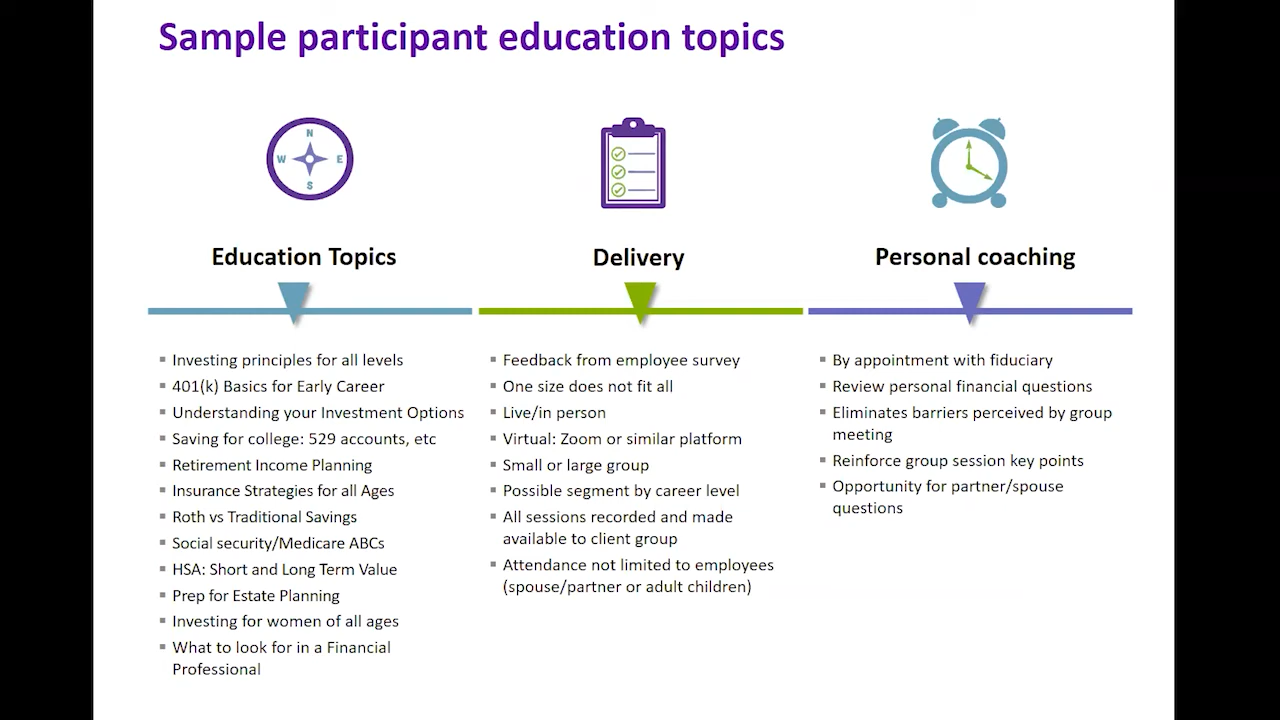 Sample participant education topics
N
W E
S
Education Topics
Investing principles for all levels
401(k) Basics for Early Career
Understanding your Investment Options
Saving for college: 529 accounts, etc
Retirement Income Planning
Insurance Strategies for all Ages
Roth vs Traditional Savings
Social security/Medicare ABCs
HSA: Short and Long Term Value
Prep for Estate Planning
Investing for women of all ages
What to look for in a Financial
Professional
Delivery
Feedback from employee survey
One size does not fit all
Live/in person
Virtual: Zoom or similar platform
Small or large group
Possible segment by career level
All sessions recorded and made
available to client group
Attendance not limited to employees
(spouse/partner or adult children)
Personal coaching
By appointment with fiduciary
Review personal financial questions
Eliminates barriers perceived by group
meeting
Reinforce group session key points
Opportunity for partner/spouse
questions